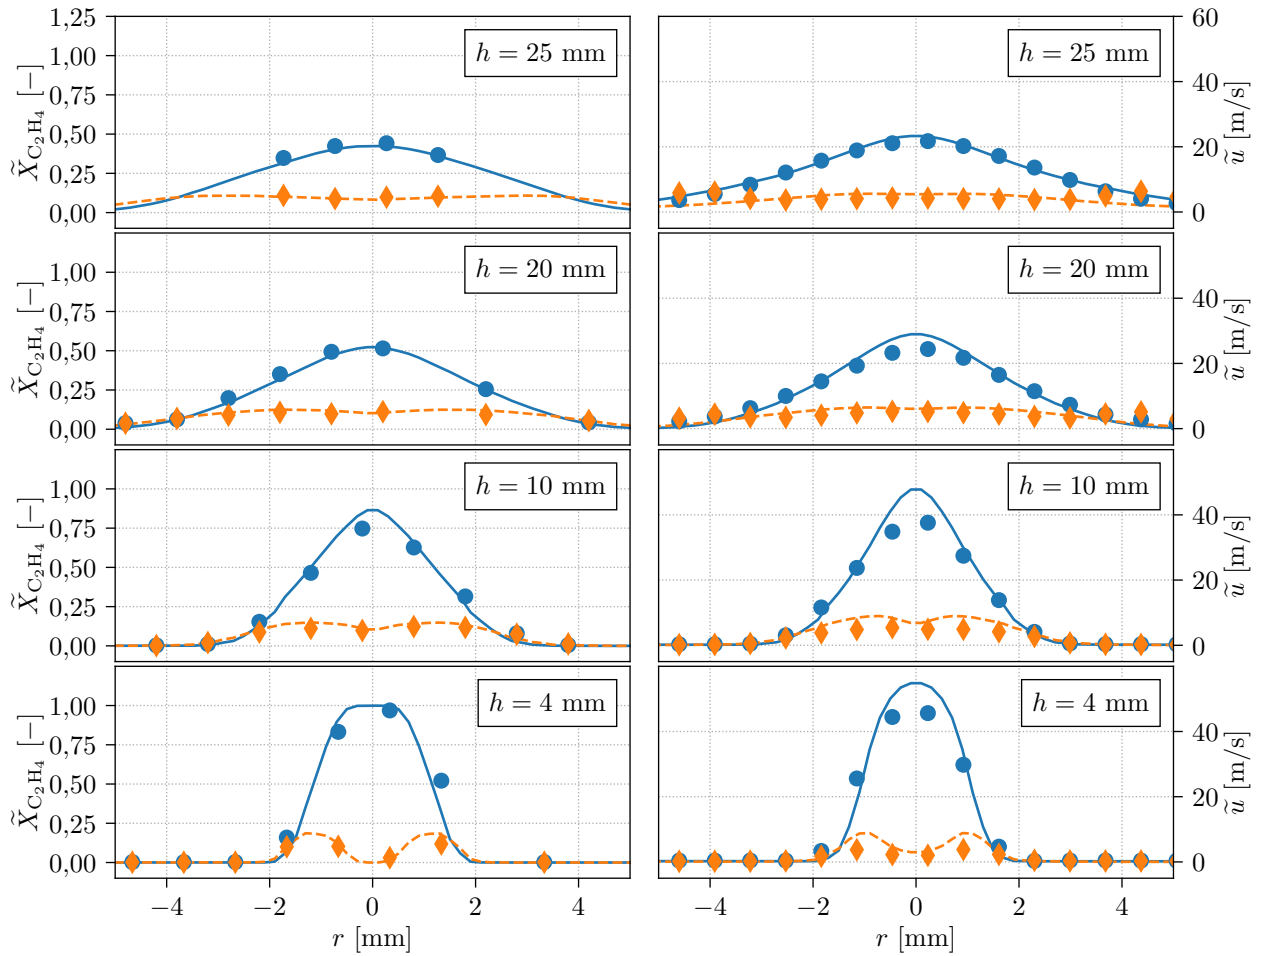 1,25
1,00
0,75
0,50
0,25
0,00
X̃C₂H₄ [−]
h = 25 mm
h = 25 mm
60
40
20
0
ũ [m/s]
1,00
0,75
0,50
0,25
0,00
X̃C₂H₄ [−]
h = 20 mm
h = 20 mm
40
20
0
ũ [m/s]
1,00
0,75
0,50
0,25
0,00
X̃C₂H₄ [−]
h = 10 mm
h = 10 mm
40
20
0
ũ [m/s]
1,00
0,75
0,50
0,25
0,00
X̃C₂H₄ [−]
h = 4 mm
h = 4 mm
40
20
0
ũ [m/s]
−4 −2 0 2 4
r [mm]
−4 −2 0 2 4
r [mm]